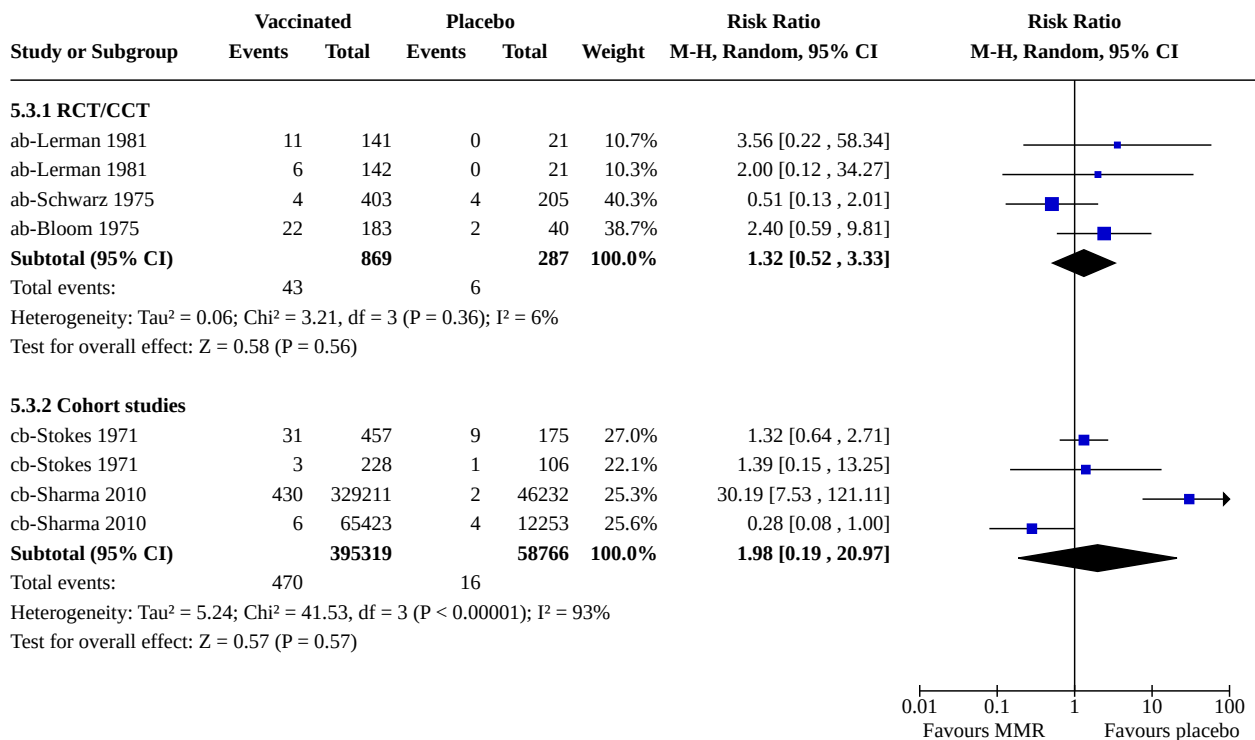 Vaccinated Placebo Risk Ratio Risk Ratio
Study or Subgroup Events Total Events Total Weight M-H, Random, 95% CI M-H, Random, 95% CI
5.3.1 RCT/CCT
ab-Lerman 1981 11 141 0 21 10.7% 3.56 [0.22 , 58.34]
ab-Lerman 1981 6 142 0 21 10.3% 2.00 [0.12 , 34.27]
ab-Schwarz 1975 4 403 4 205 40.3% 0.51 [0.13 , 2.01]
ab-Bloom 1975 22 183 2 40 38.7% 2.40 [0.59 , 9.81]
Subtotal (95% CI) 869 287 100.0% 1.32 [0.52 , 3.33]
Total events: 43 6
Heterogeneity: Tau² = 0.06; Chi² = 3.21, df = 3 (P = 0.36); I² = 6%
Test for overall effect: Z = 0.58 (P = 0.56)
5.3.2 Cohort studies
cb-Stokes 1971 31 457 9 175 27.0% 1.32 [0.64 , 2.71]
cb-Stokes 1971 3 228 1 106 22.1% 1.39 [0.15 , 13.25]
cb-Sharma 2010 430 329211 2 46232 25.3% 30.19 [7.53 , 121.11]
cb-Sharma 2010 6 65423 4 12253 25.6% 0.28 [0.08 , 1.00]
Subtotal (95% CI) 395319 58766 100.0% 1.98 [0.19 , 20.97]
Total events: 470 16
Heterogeneity: Tau² = 5.24; Chi² = 41.53, df = 3 (P < 0.00001); I² = 93%
Test for overall effect: Z = 0.57 (P = 0.57)
0.01 0.1 1 10 100
Favours MMR Favours placebo